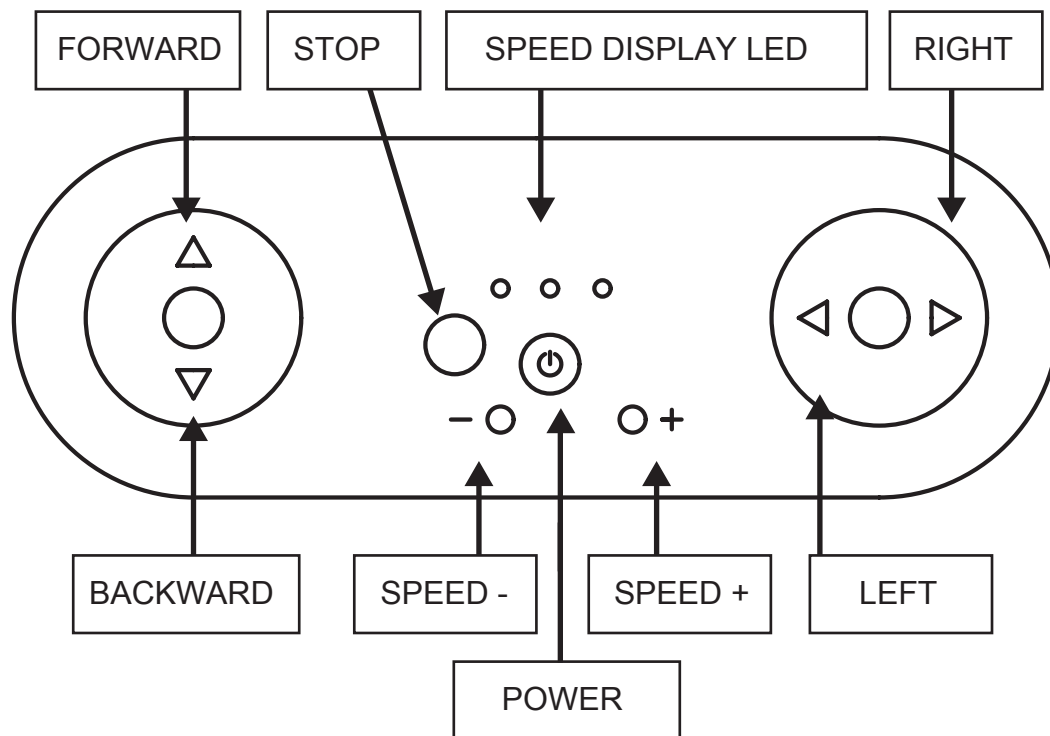 FORWARD
STOP
SPEED DISPLAY LED
RIGHT
- +
BACKWARD
SPEED -
SPEED +
LEFT
POWER